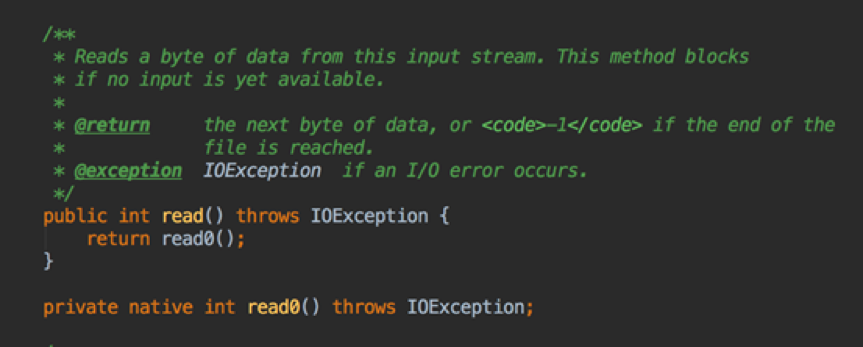 /**
* Reads a byte of data from this input stream. This method blocks
* if no input is yet available.
*
* @return the next byte of data, or <code>-1</code> if the end of the
* file is reached.
* @exception IOException if an I/O error occurs.
*/
public int read() throws IOException {
return read0();
}
private native int read0() throws IOException;